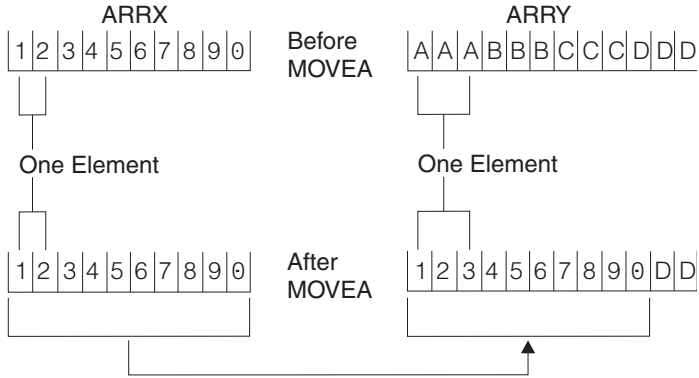 ARRX ARRY
1 2 3 4 5 6 7 8 9 0 Before MOVEA A A A B B B C C C D D D
One Element One Element
1 2 3 4 5 6 7 8 9 0 After MOVEA 1 2 3 4 5 6 7 8 9 0 D D